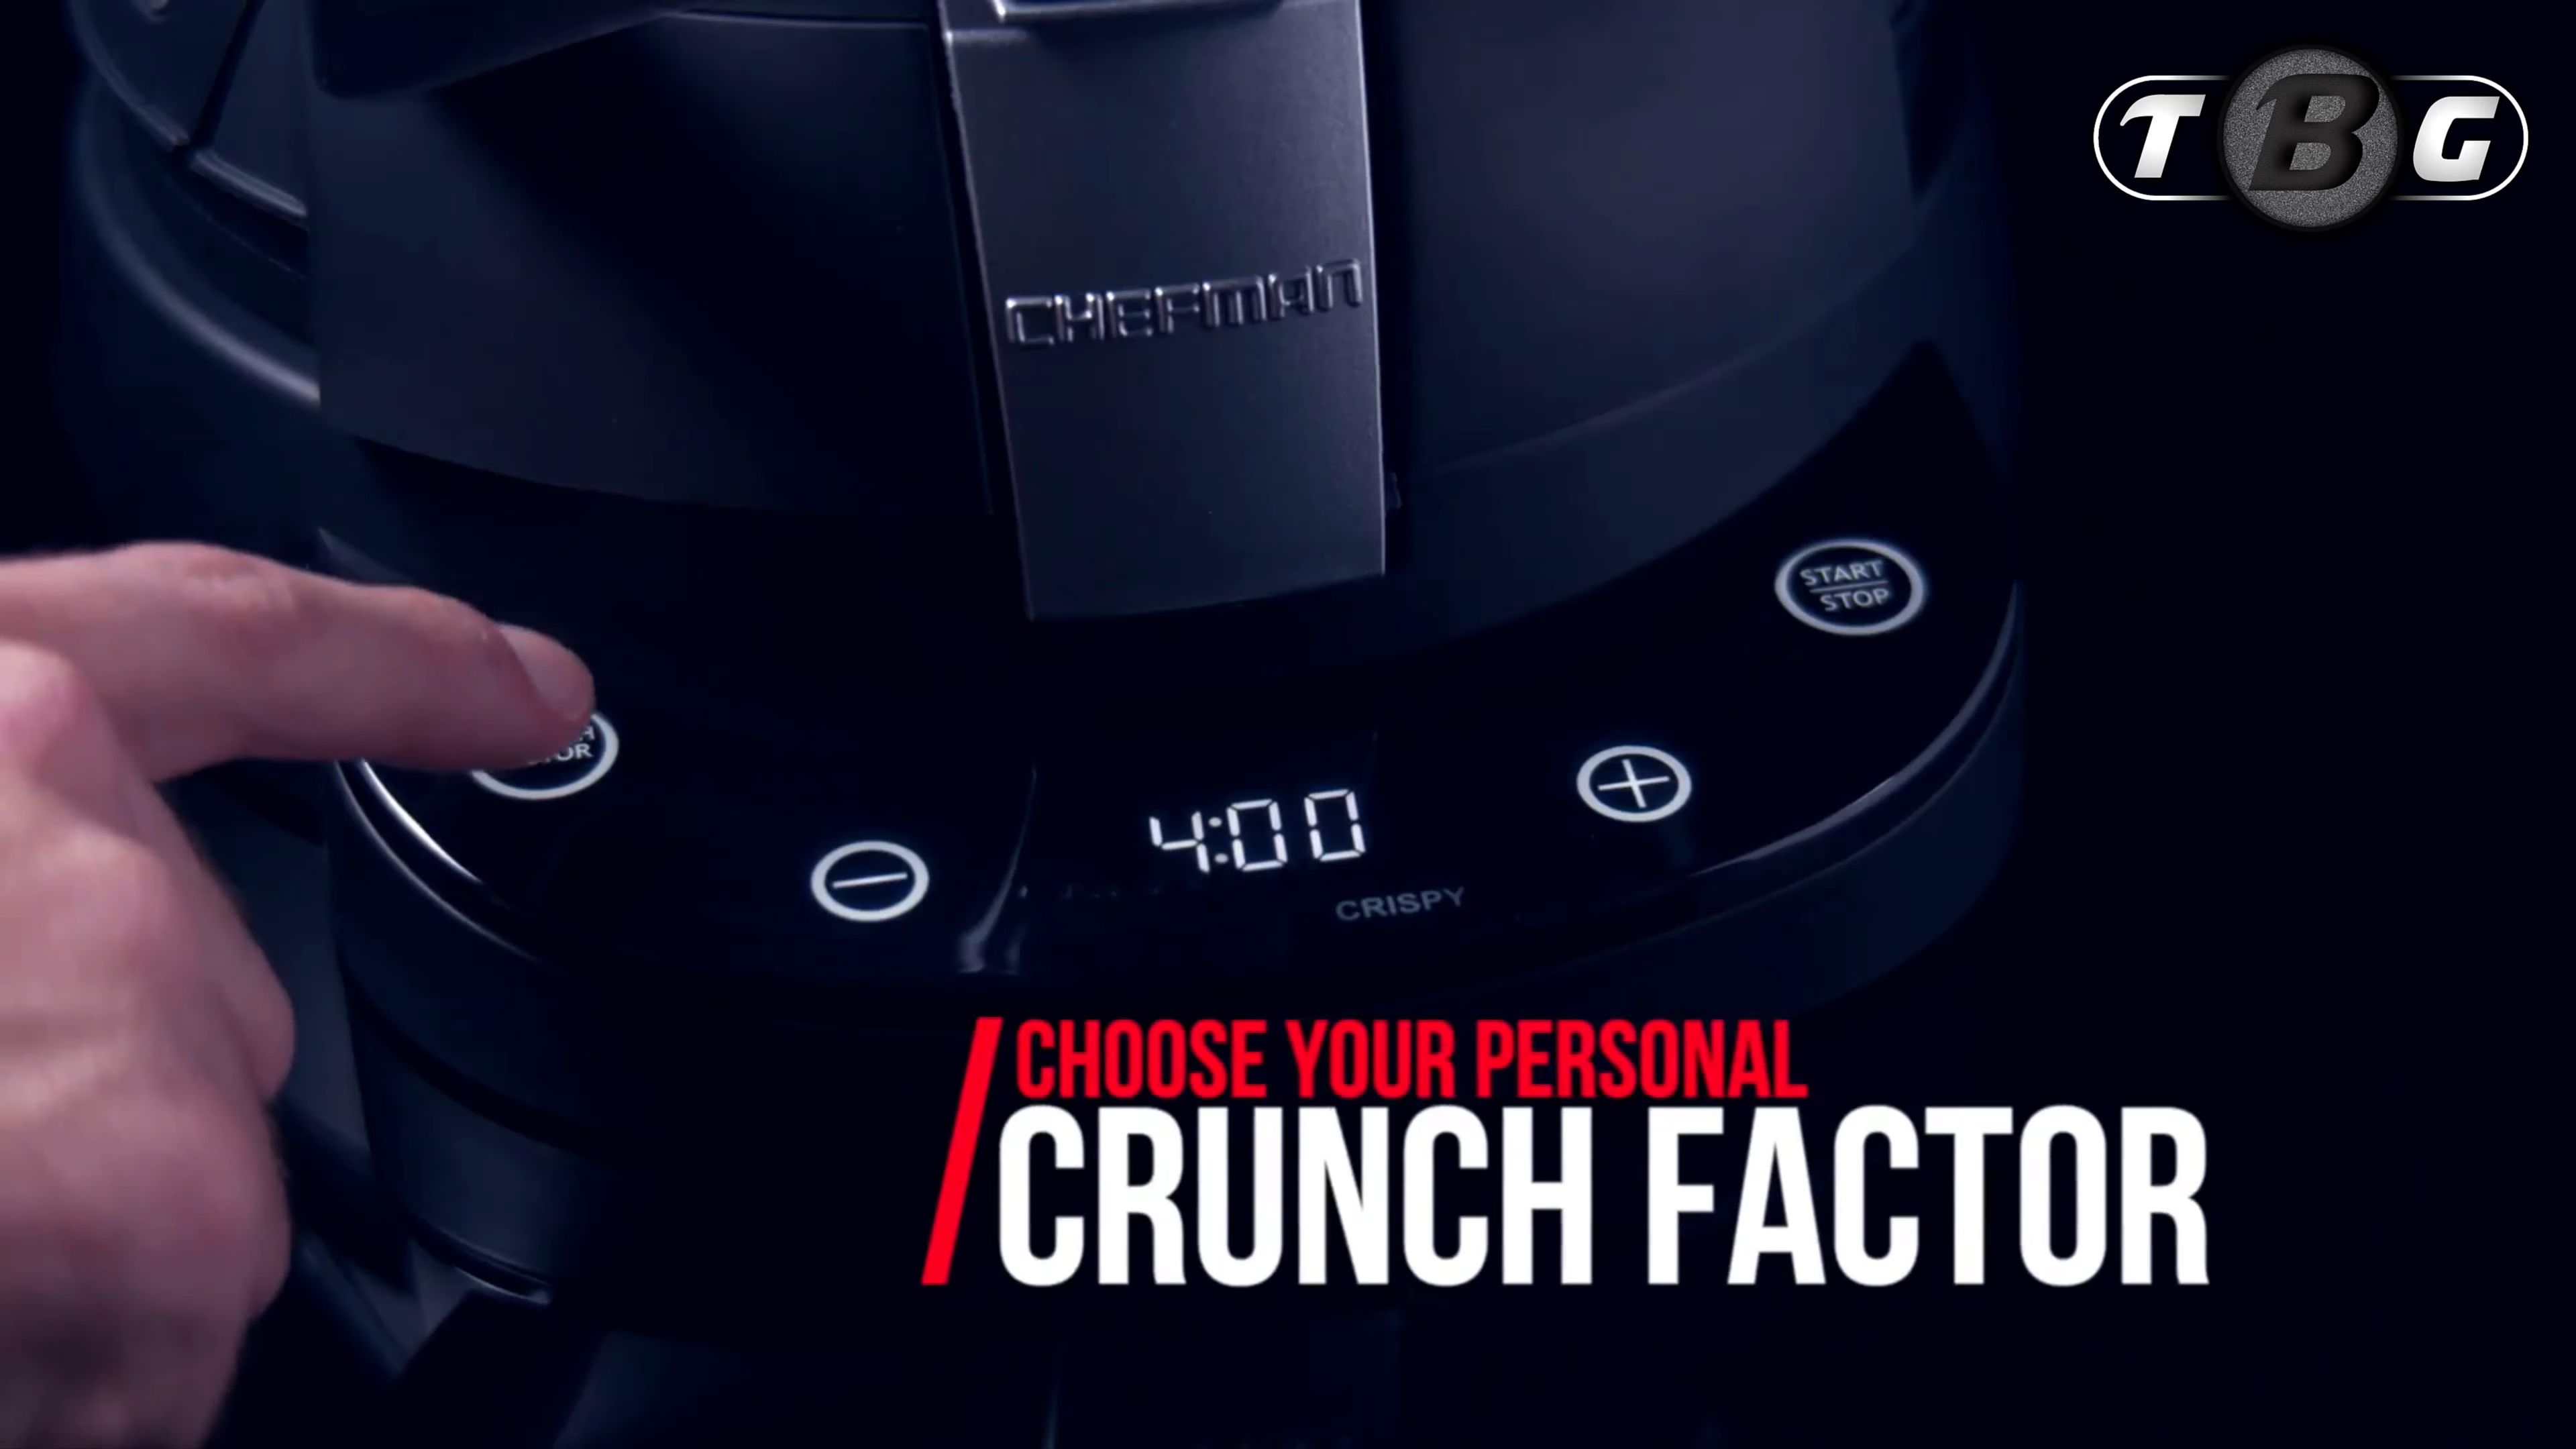 TBG
CHEFMAN
START
STOP
4:00
CRISPY
CHOOSE YOUR PERSONAL
CRUNCH FACTOR